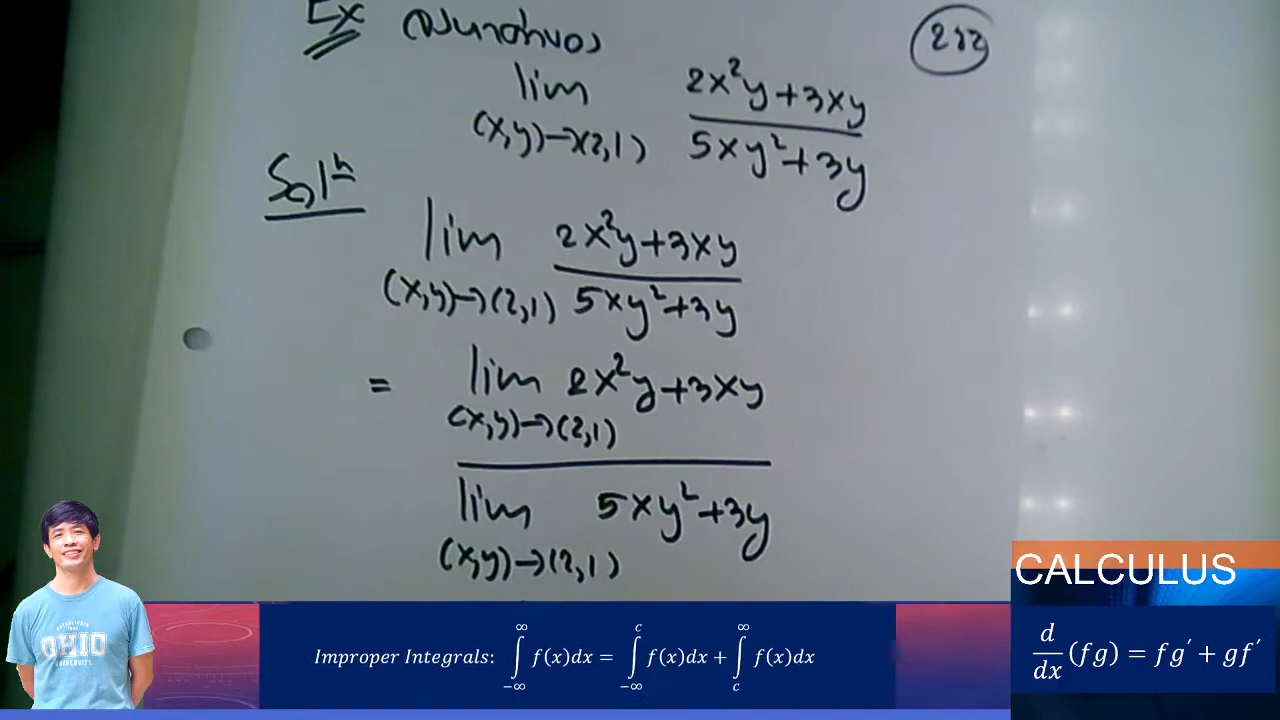 Ex จงหาค่าของ
232
lim 2x²y+3xy
(x,y)→(2,1) 5xy²+3y
Solⁿ
lim 2x²y+3xy
(x,y)→(2,1) 5xy²+3y
= lim 2x²y+3xy
(x,y)→(2,1)
lim 5xy²+3y
(x,y)→(2,1)
OHIO
UNIVERSITY
Improper Integrals: ∫_{-∞}^{∞} f(x)dx = ∫_{-∞}^{c} f(x)dx + ∫_{c}^{∞} f(x)dx
CALCULUS
d/dx (fg) = fg′ + gf′